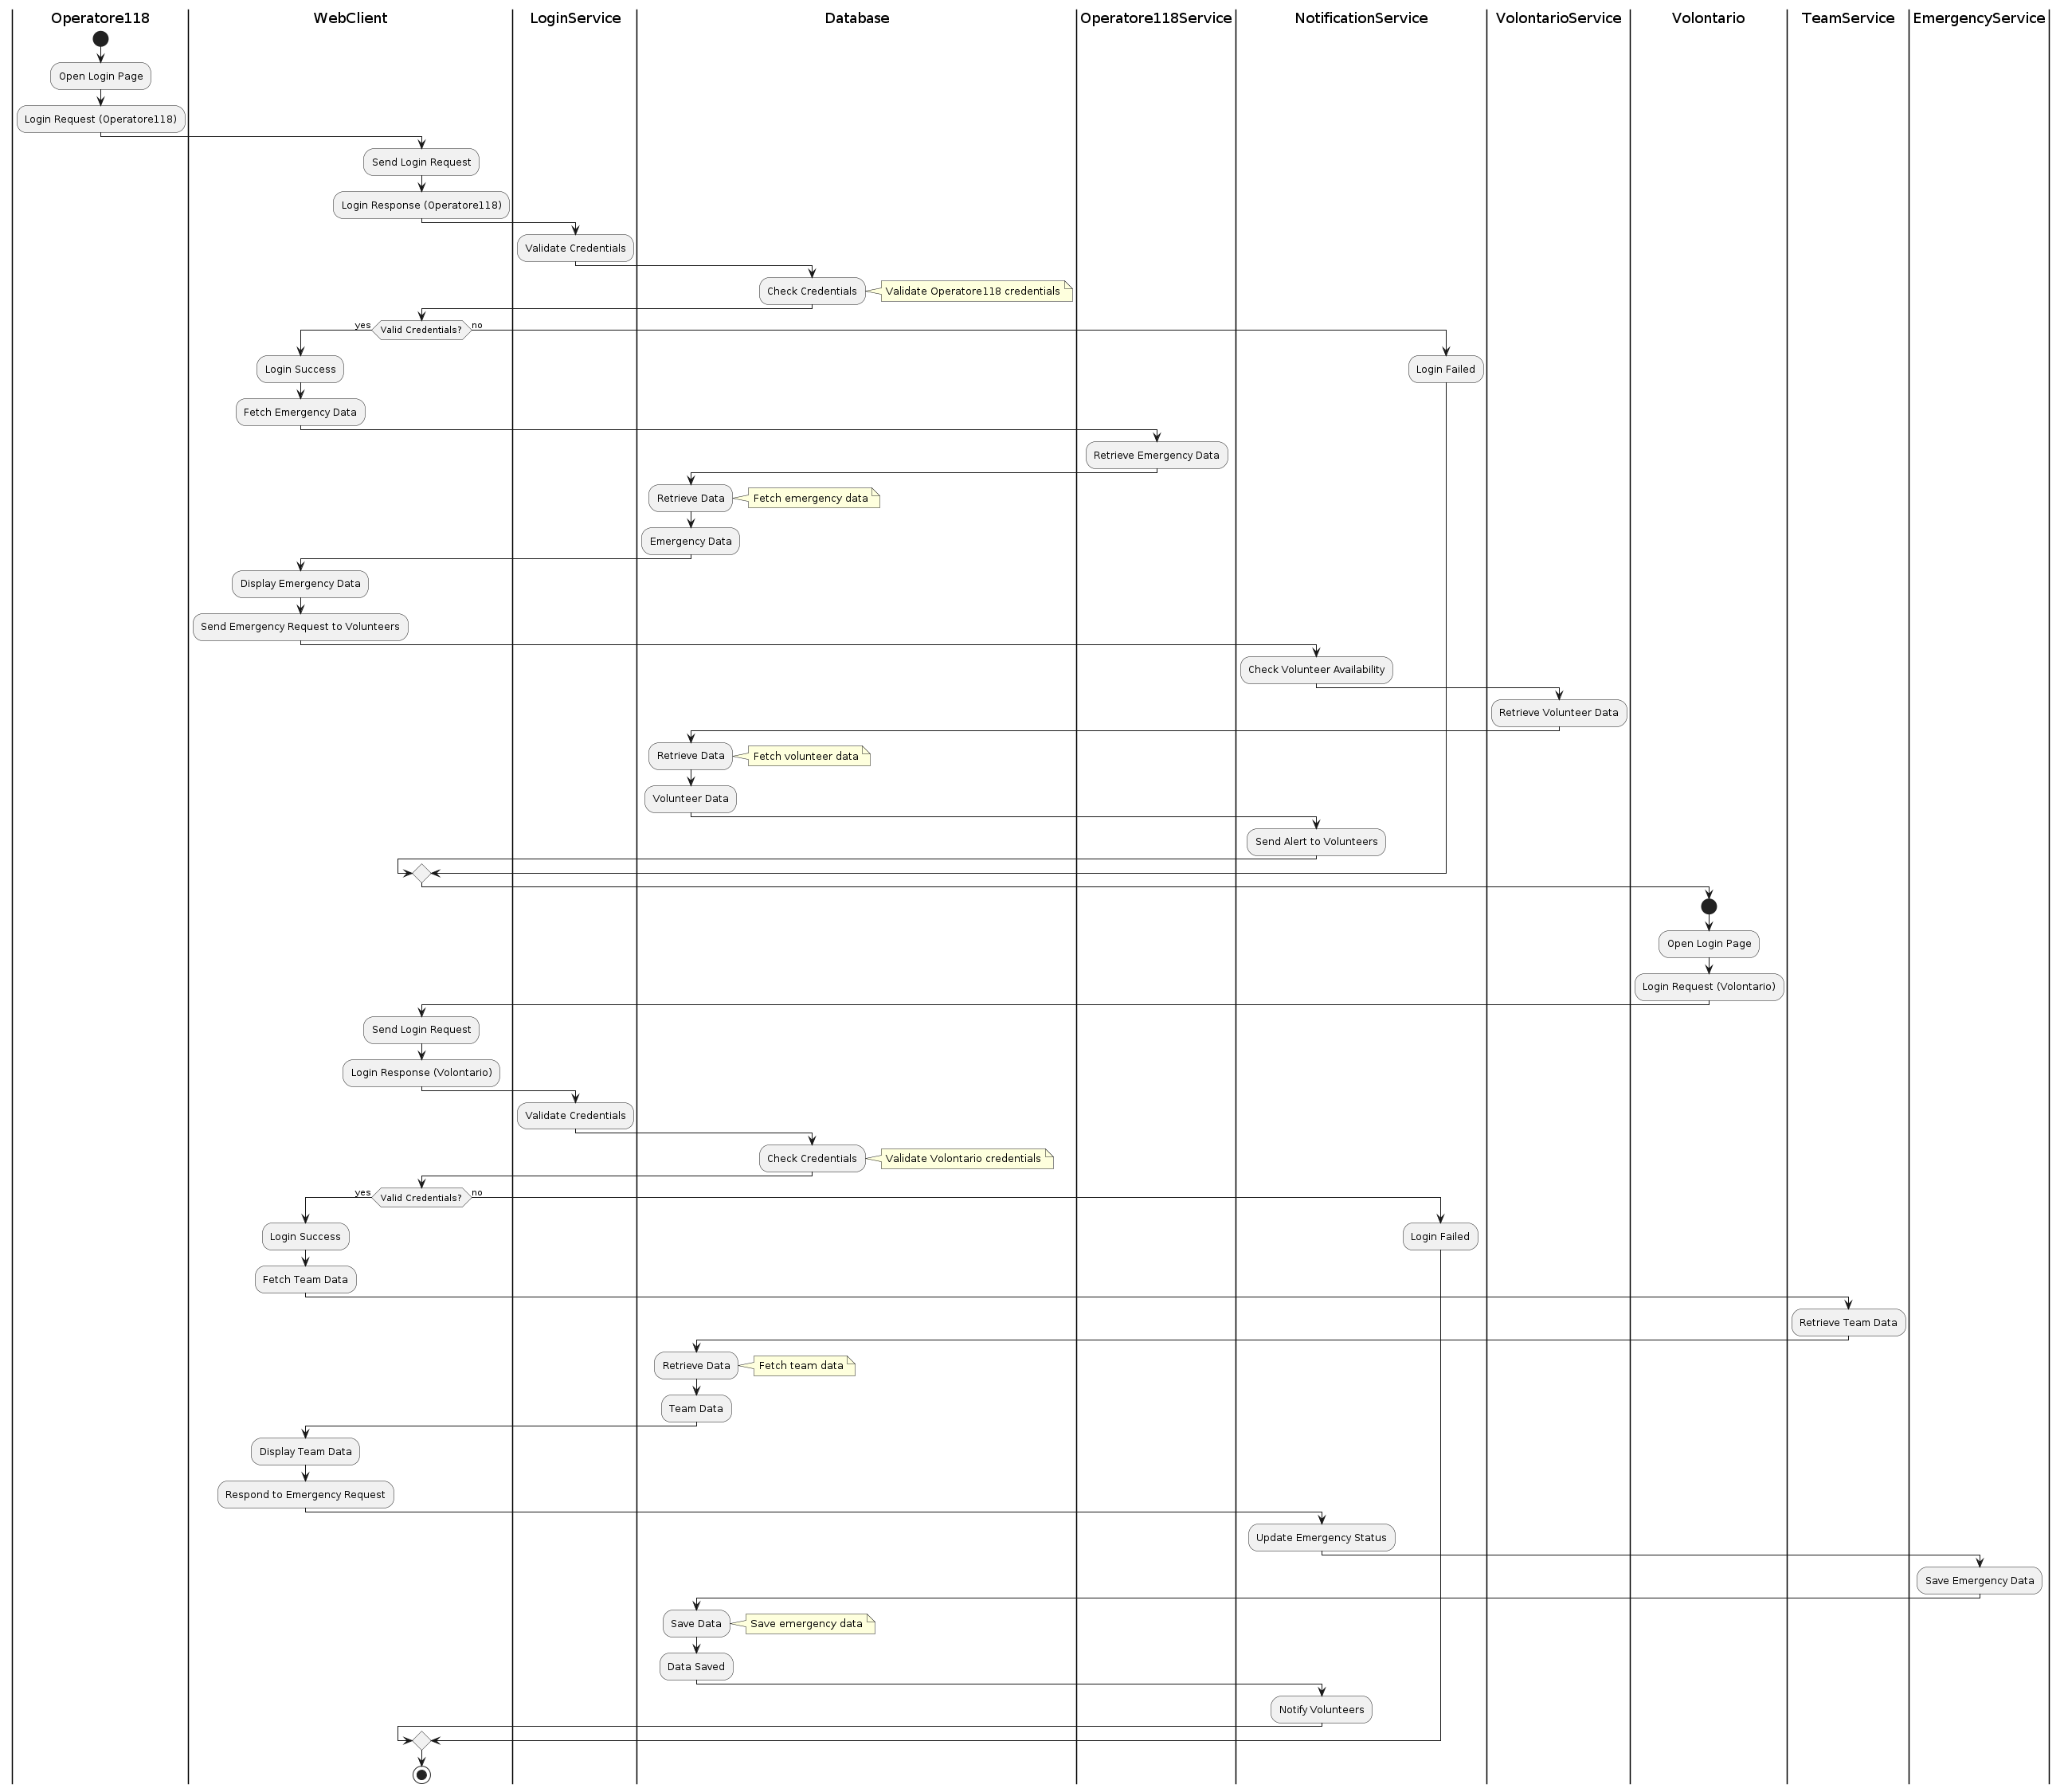 Operatore118
WebClient
LoginService
Database
Operatore118Service
NotificationService
VolontarioService
Volontario
TeamService
EmergencyService
Open Login Page
Login Request (Operatore118)
Send Login Request
Login Response (Operatore118)
Validate Credentials
Check Credentials
Validate Operatore118 credentials
yes
Valid Credentials?
no
Login Success
Login Failed
Fetch Emergency Data
Retrieve Emergency Data
Retrieve Data
Fetch emergency data
Emergency Data
Display Emergency Data
Send Emergency Request to Volunteers
Check Volunteer Availability
Retrieve Volunteer Data
Retrieve Data
Fetch volunteer data
Volunteer Data
Send Alert to Volunteers
Open Login Page
Login Request (Volontario)
Send Login Request
Login Response (Volontario)
Validate Credentials
Check Credentials
Validate Volontario credentials
yes
Valid Credentials?
no
Login Success
Login Failed
Fetch Team Data
Retrieve Team Data
Retrieve Data
Fetch team data
Team Data
Display Team Data
Respond to Emergency Request
Update Emergency Status
Save Emergency Data
Save Data
Save emergency data
Data Saved
Notify Volunteers